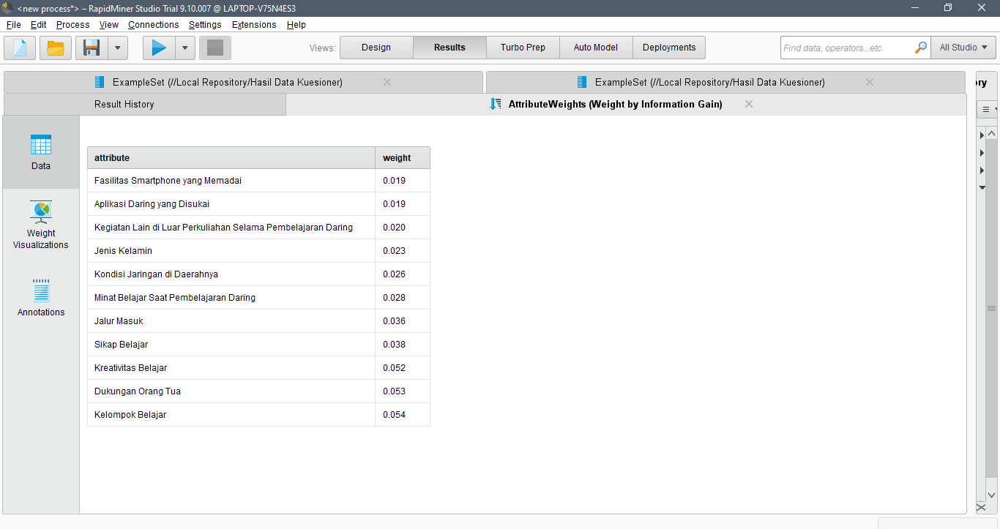 <new process*> – RapidMiner Studio Trial 9.10.007 @ LAPTOP-V75N4ES3
File Edit Process View Connections Settings Extensions Help
Views: Design Results Turbo Prep Auto Model Deployments Find data, operators...etc All Studio
ExampleSet (//Local Repository/Hasil Data Kuesioner) ExampleSet (//Local Repository/Hasil Data Kuesioner) ory
Result History AttributeWeights (Weight by Information Gain)
Data
Weight
Visualizations
Annotations
attribute weight
Fasilitas Smartphone yang Memadai 0.019
Aplikasi Daring yang Disukai 0.019
Kegiatan Lain di Luar Perkuliahan Selama Pembelajaran Daring 0.020
Jenis Kelamin 0.023
Kondisi Jaringan di Daerahnya 0.026
Minat Belajar Saat Pembelajaran Daring 0.028
Jalur Masuk 0.036
Sikap Belajar 0.038
Kreativitas Belajar 0.052
Dukungan Orang Tua 0.053
Kelompok Belajar 0.054